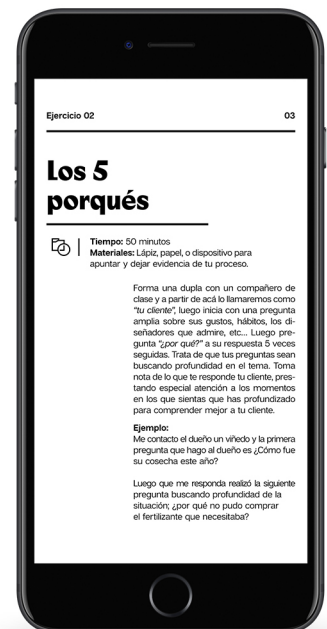 Ejercicio 02 03
Los 5
porqués
Tiempo: 50 minutos
Materiales: Lápiz, papel, o dispositivo para
apuntar y dejar evidencia de tu proceso.
Forma una dupla con un compañero de
clase y a partir de acá lo llamaremos como
"tu cliente", luego inicia con una pregunta
amplia sobre sus gustos, hábitos, los di-
señadores que admire, etc... Luego pre-
gunta "¿por qué?" a su respuesta 5 veces
seguidas. Trata de que tus preguntas sean
buscando profundidad en el tema. Toma
nota de lo que te responde tu cliente, pres-
tando especial atención a los momentos
en los que sientas que has profundizado
para comprender mejor a tu cliente.
Ejemplo:
Me contacto el dueño un viñedo y la primera
pregunta que hago al dueño es ¿Cómo fue
su cosecha este año?
Luego que me responda realizó la siguiente
pregunta buscando profundidad de la
situación; ¿por qué no pudo comprar
el fertilizante que necesitaba?